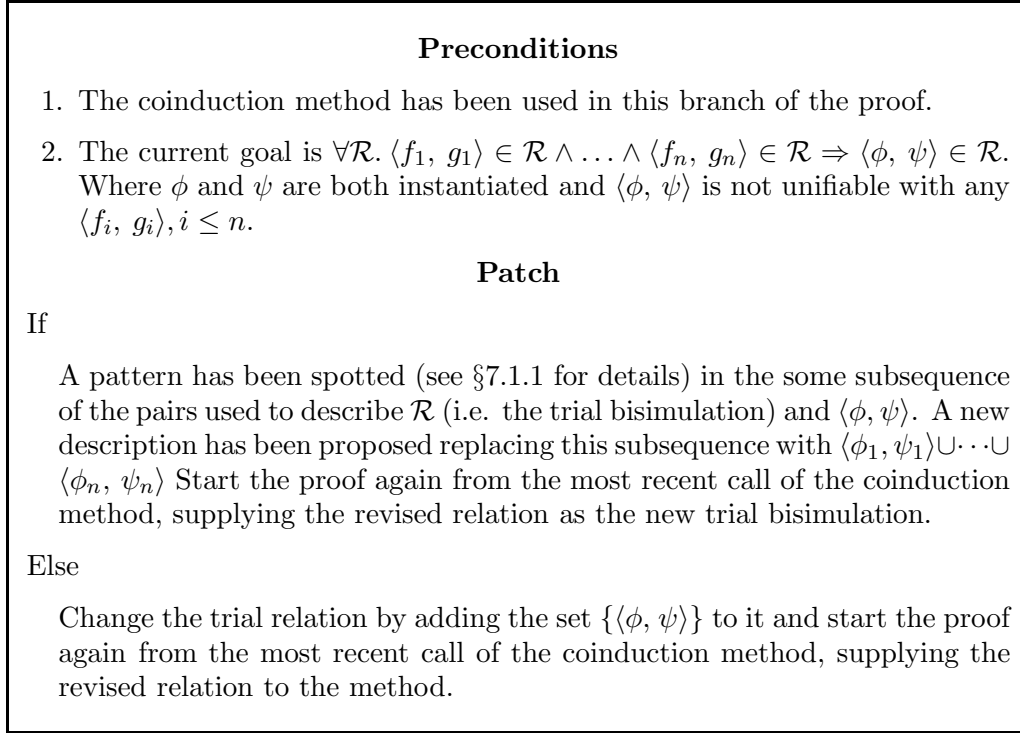 Preconditions
1. The coinduction method has been used in this branch of the proof.
2. The current goal is ∀ℛ. ⟨f₁, g₁⟩ ∈ ℛ ∧ … ∧ ⟨fₙ, gₙ⟩ ∈ ℛ ⇒ ⟨ϕ, ψ⟩ ∈ ℛ.
Where ϕ and ψ are both instantiated and ⟨ϕ, ψ⟩ is not unifiable with any
⟨fᵢ, gᵢ⟩, i ≤ n.
Patch
If
A pattern has been spotted (see §7.1.1 for details) in the some subsequence
of the pairs used to describe ℛ (i.e. the trial bisimulation) and ⟨ϕ, ψ⟩. A new
description has been proposed replacing this subsequence with ⟨ϕ₁, ψ₁⟩∪⋯∪
⟨ϕₙ, ψₙ⟩ Start the proof again from the most recent call of the coinduction
method, supplying the revised relation as the new trial bisimulation.
Else
Change the trial relation by adding the set {⟨ϕ, ψ⟩} to it and start the proof
again from the most recent call of the coinduction method, supplying the
revised relation to the method.